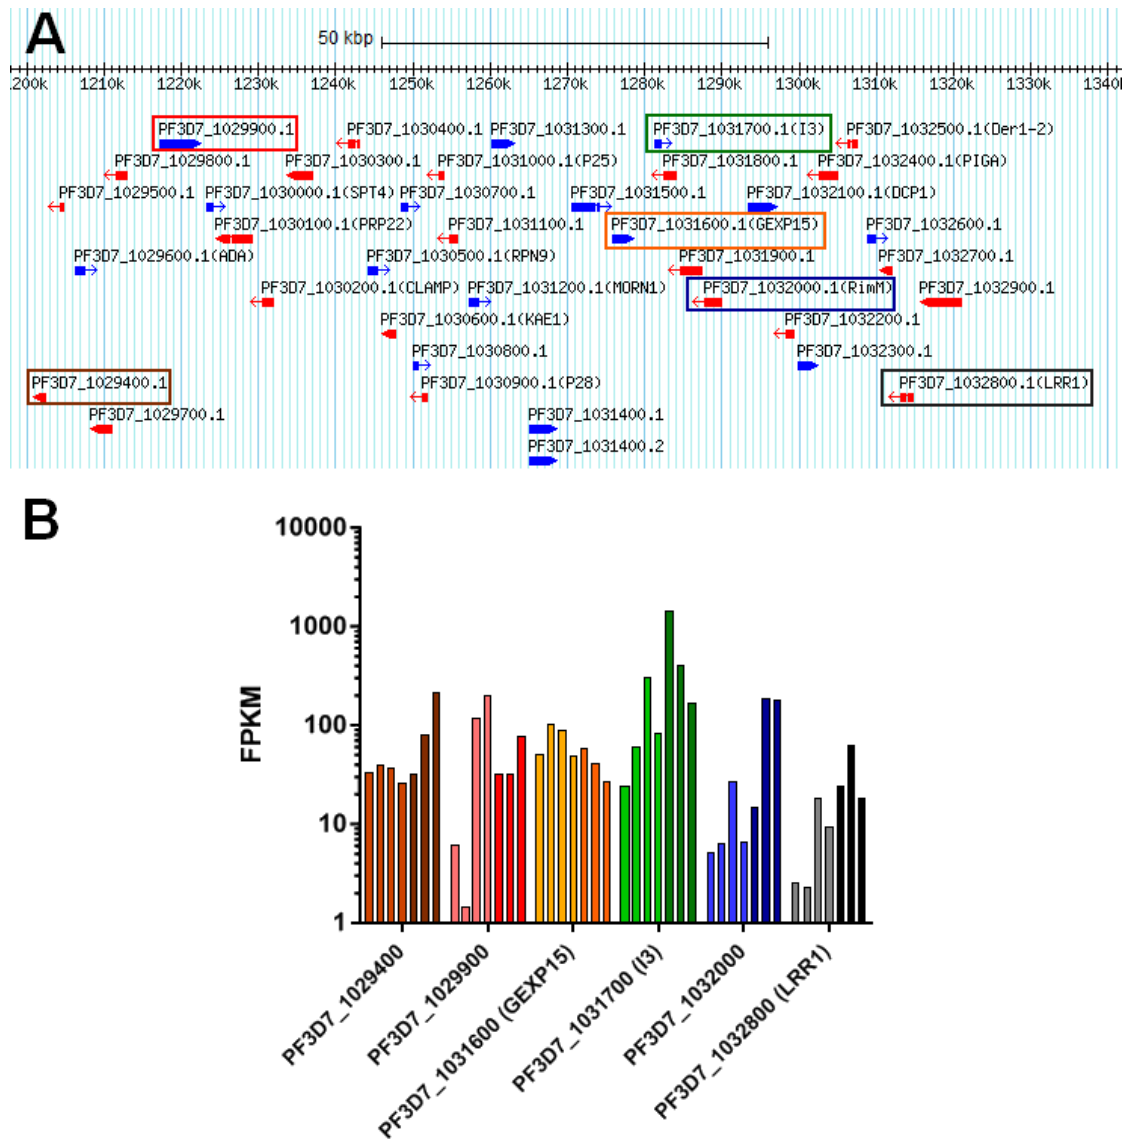 A
50 kbp
200k 1210k 1220k 1230k 1240k 1250k 1260k 1270k 1280k 1290k 1300k 1310k 1320k 1330k 1340k
PF3D7_1029900.1 PF3D7_1030400.1 PF3D7_1031300.1 PF3D7_1031700.1(I3) PF3D7_1032500.1(Der1-2)
PF3D7_1029800.1 PF3D7_1030300.1 PF3D7_1031000.1(P25) PF3D7_1031800.1 PF3D7_1032400.1(PIGA)
PF3D7_1029500.1 PF3D7_1030000.1(SPT4) PF3D7_1030700.1 PF3D7_1031500.1 PF3D7_1032100.1(DCP1)
PF3D7_1030100.1(PRP22) PF3D7_1031100.1 PF3D7_1031600.1(GEXP15) PF3D7_1032600.1
PF3D7_1029600.1(ADA) PF3D7_1030500.1(RPN9) PF3D7_1031900.1 PF3D7_1032700.1
PF3D7_1030200.1(CLAMP) PF3D7_1031200.1(MORN1) PF3D7_1032000.1(RimM) PF3D7_1032900.1
PF3D7_1030600.1(KAE1) PF3D7_1032200.1
PF3D7_1030800.1 PF3D7_1032300.1
PF3D7_1029400.1 PF3D7_1030900.1(P28) PF3D7_1032800.1(LRR1)
PF3D7_1029700.1 PF3D7_1031400.1
PF3D7_1031400.2
B
10000
1000
100
10
1
FPKM
PF3D7_1029400
PF3D7_1029900
PF3D7_1031600 (GEXP15)
PF3D7_1031700 (I3)
PF3D7_1032000
PF3D7_1032800 (LRR1)